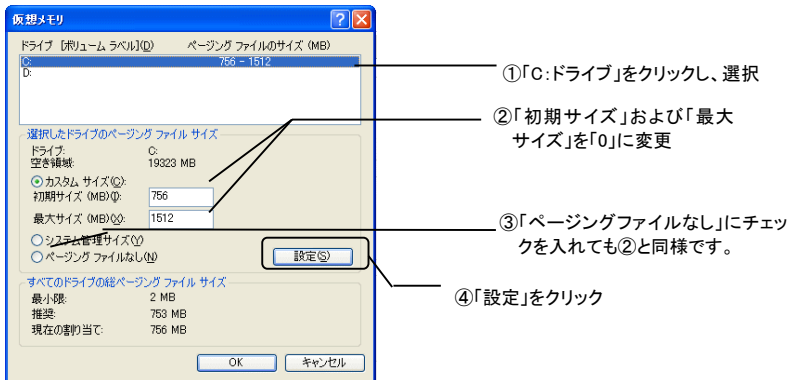 仮想メモリ
ドライブ [ボリューム ラベル](D) ページング ファイルのサイズ (MB)
C: 756 - 1512
D:
選択したドライブのページング ファイル サイズ
ドライブ: C:
空き領域: 19323 MB
カスタム サイズ(C):
初期サイズ (MB)(I): 756
最大サイズ (MB)(X): 1512
システム管理サイズ(Y)
ページング ファイルなし(N)
設定(S)
すべてのドライブの総ページング ファイル サイズ
最小限: 2 MB
推奨: 753 MB
現在の割り当て: 756 MB
OK キャンセル
①「C:ドライブ」をクリックし、選択
②「初期サイズ」および「最大
サイズ」を「0」に変更
③「ページングファイルなし」にチェッ
クを入れても②と同様です。
④「設定」をクリック